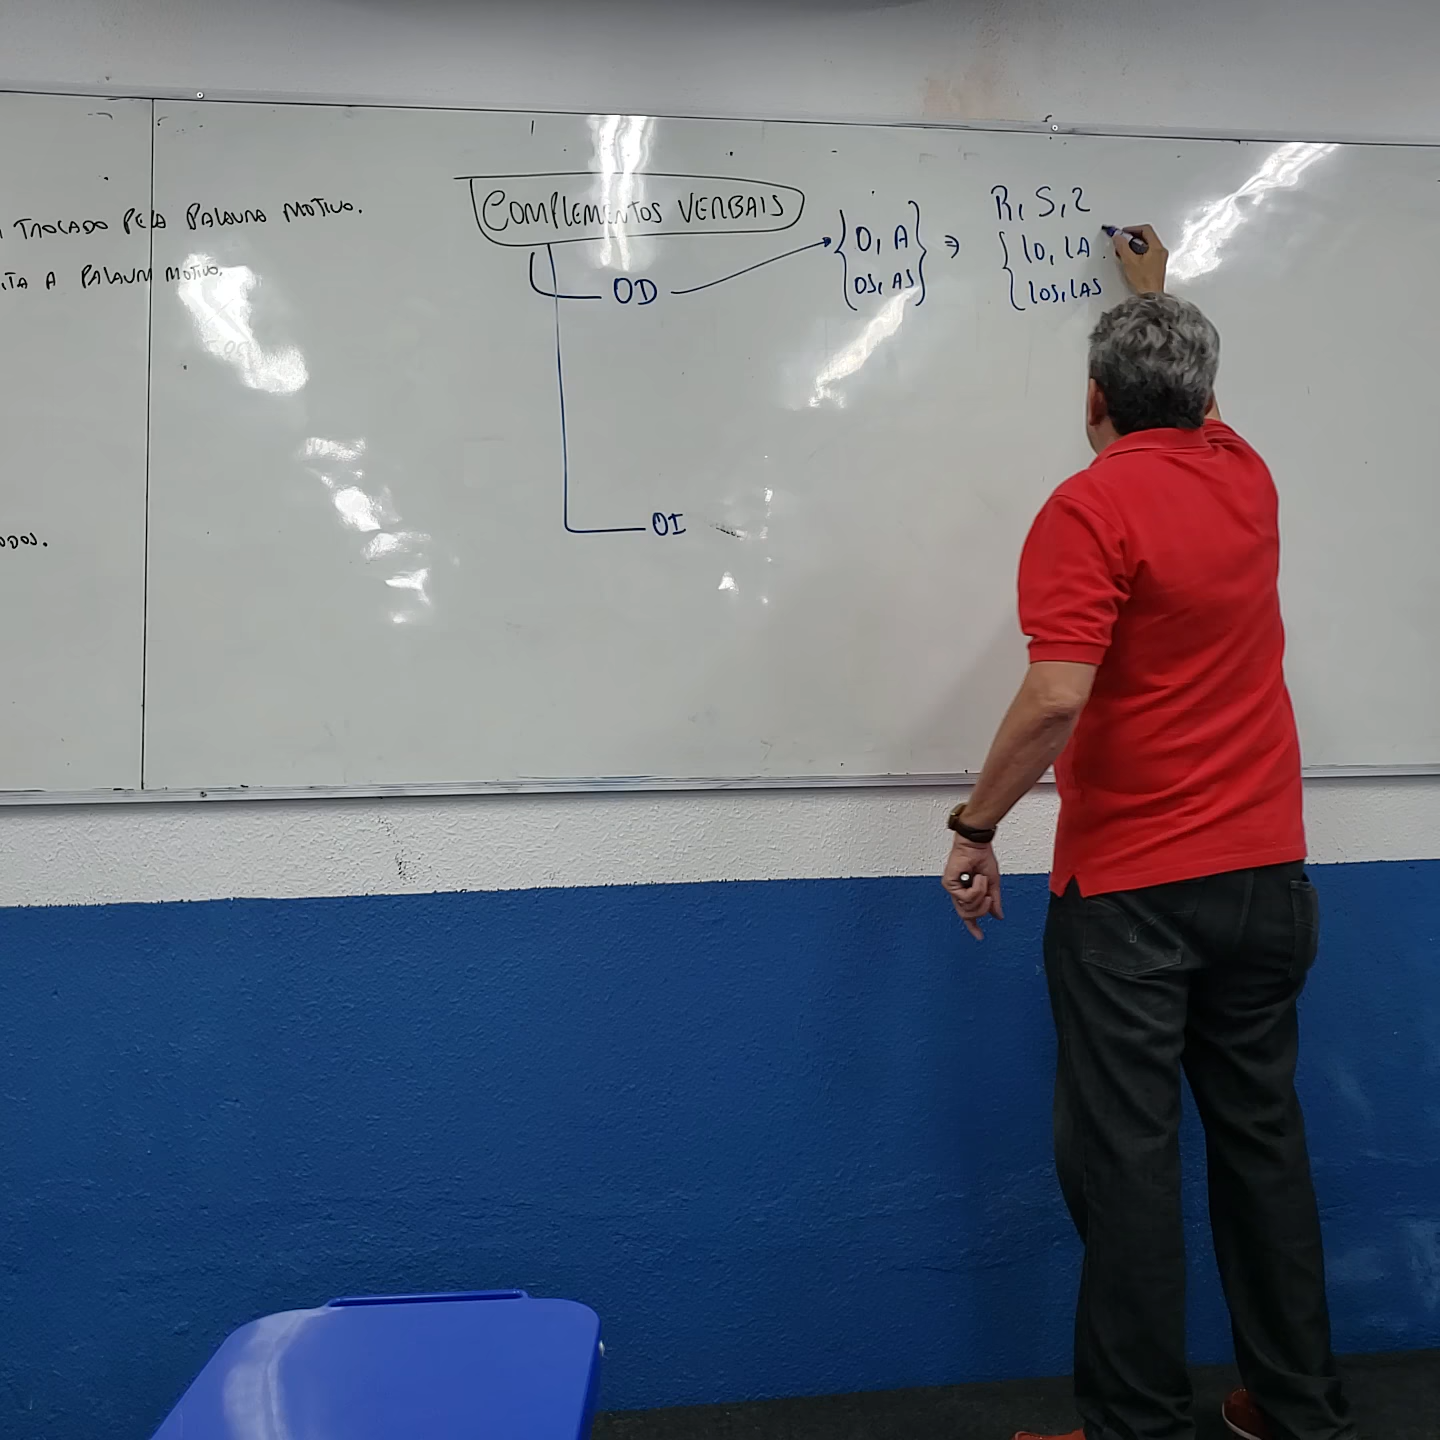 TROCADO PELA PALAVRA MOTIVO.
A PALAVRA MOTIVO.
COMPLEMENTOS VERBAIS
OD
{O, A}
{OS, AS}
⇒
R, S, Z
{LO, LA
{LOS, LAS
OI